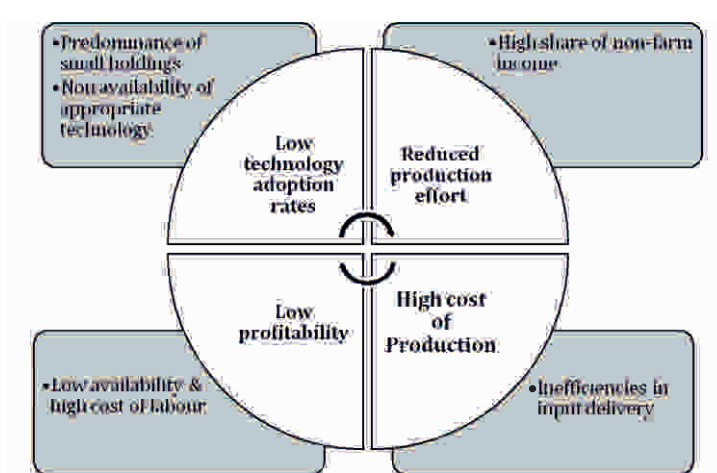 •Predominance of
small holdings
•Non availability of
appropriate
technology
•High share of non-farm
income
Low
technology
adoption
rates
Reduced
production
effort
Low
profitability
High cost
of
Production
•Low availability &
high cost of labour
•Inefficiencies in
input delivery